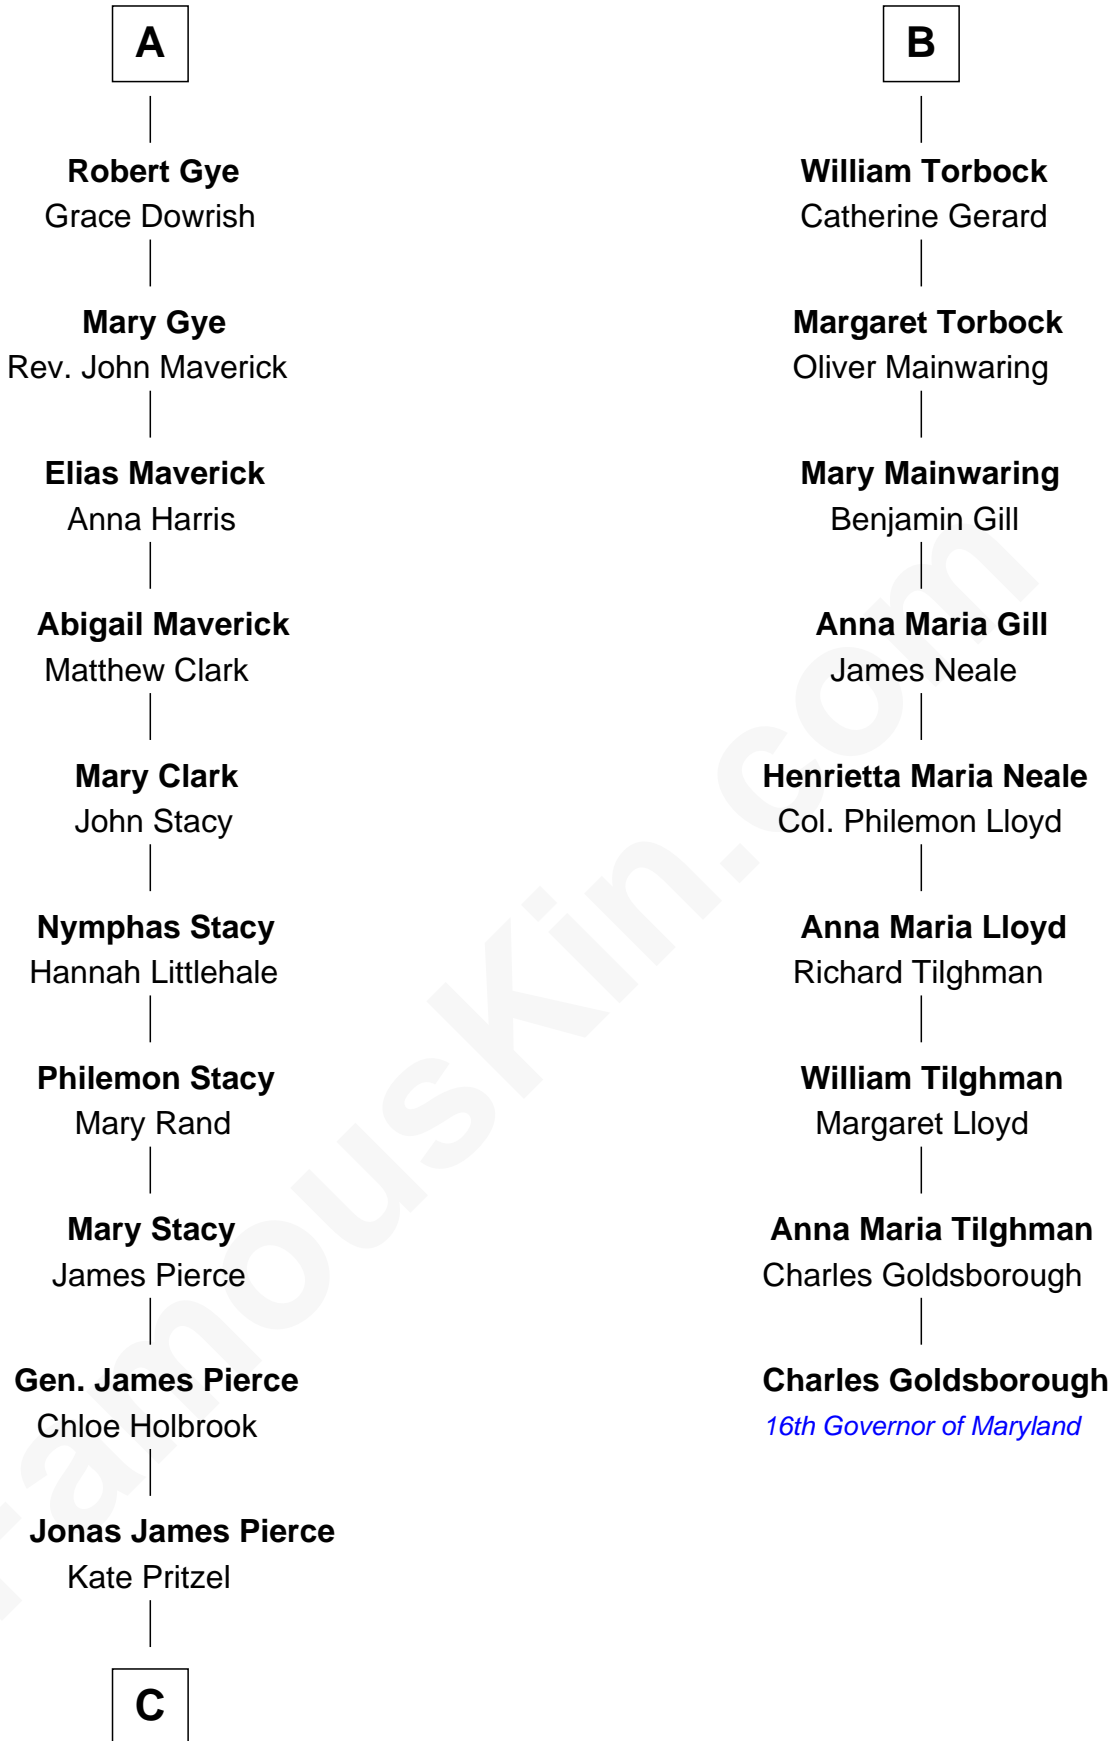 A
Robert Gye
Grace Dowrish
Mary Gye
Rev. John Maverick
Elias Maverick
Anna Harris
Abigail Maverick
Matthew Clark
Mary Clark
John Stacy
Nymphas Stacy
Hannah Littlehale
Philemon Stacy
Mary Rand
Mary Stacy
James Pierce
Gen. James Pierce
Chloe Holbrook
Jonas James Pierce
Kate Pritzel
C
B
William Torbock
Catherine Gerard
Margaret Torbock
Oliver Mainwaring
Mary Mainwaring
Benjamin Gill
Anna Maria Gill
James Neale
Henrietta Maria Neale
Col. Philemon Lloyd
Anna Maria Lloyd
Richard Tilghman
William Tilghman
Margaret Lloyd
Anna Maria Tilghman
Charles Goldsborough
Charles Goldsborough
16th Governor of Maryland
FamousKin.com